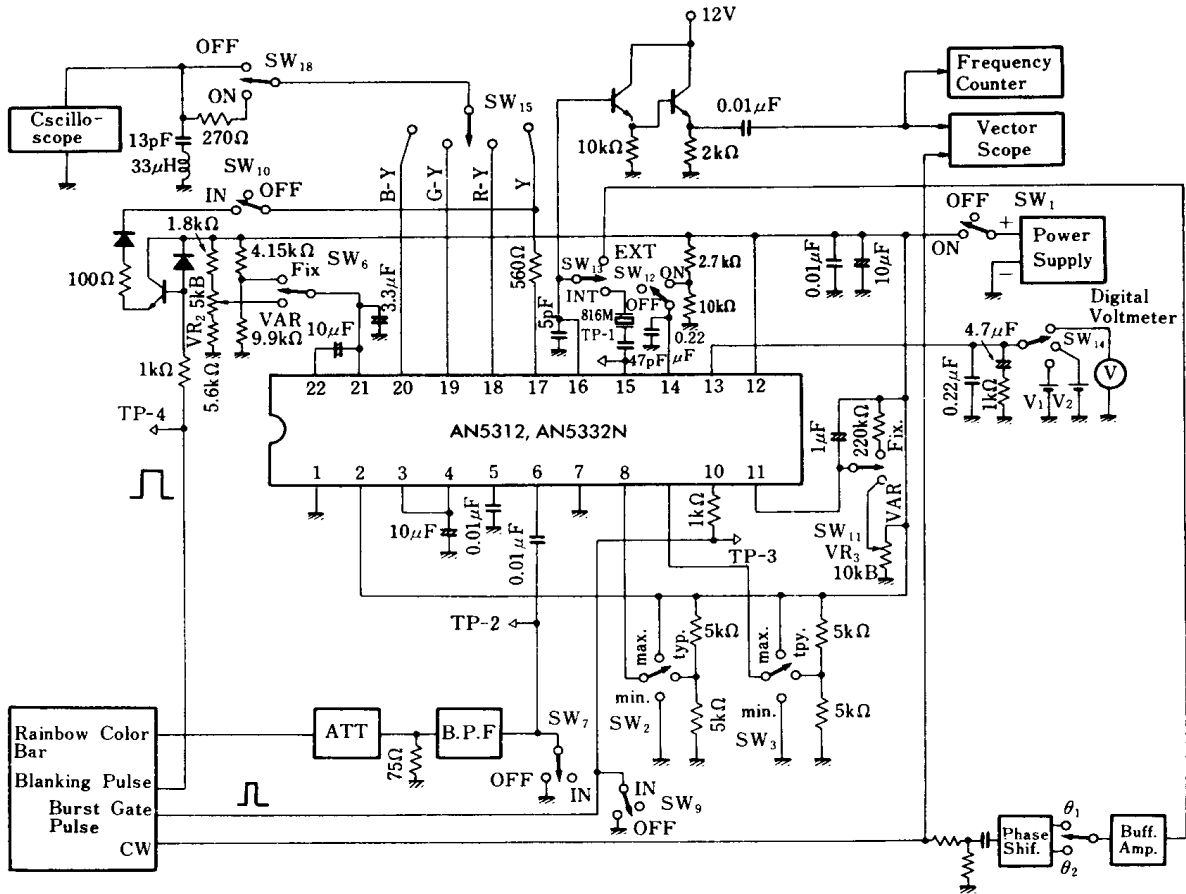 12V
OFF
SW18
ON
Cscillo-
scope
270Ω
13pF
33μH
SW15
0.01μF
Frequency
Counter
Vector
Scope
10kΩ
2kΩ
SW10
IN
OFF
B-Y
G-Y
R-Y
Y
OFF
SW1
ON
+
−
Power
Supply
1.8kΩ
4.15kΩ
SW6
Fix
VAR
100Ω
VR2 5kB
9.9kΩ
3.3μF
10μF
560Ω
EXT
SW13
INT
SW12
ON
OFF
2.7kΩ
10kΩ
5pF
816M
TP-1
47pF
0.22
μF
0.01μF
10μF
Digital
Voltmeter
4.7μF
SW14
V
0.22μF
1kΩ
V1
V2
1kΩ
5.6kΩ
TP-4
22
21
20
19
18
17
16
15
14
13
12
AN5312, AN5332N
1
2
3
4
5
6
7
8
10
11
1μF
220kΩ
Fix.
VAR
SW11
VR3
10kB
10μF
0.01μF
0.01μF
1kΩ
TP-3
TP-2
max.
typ.
min.
SW2
5kΩ
5kΩ
max.
tpy.
min.
SW3
5kΩ
5kΩ
Rainbow Color
Bar
Blanking Pulse
Burst Gate
Pulse
CW
ATT
75Ω
B.P.F
SW7
OFF
IN
IN
SW9
OFF
Phase
Shif.
θ1
θ2
Buff.
Amp.